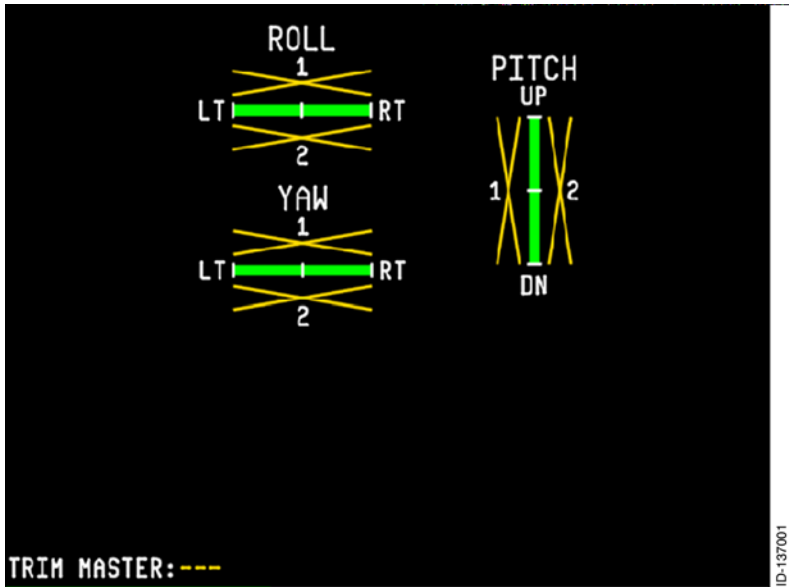 ROLL
1
LT RT
2
YAW
1
LT RT
2
PITCH
UP
1 2
DN
TRIM MASTER:---
ID-137001